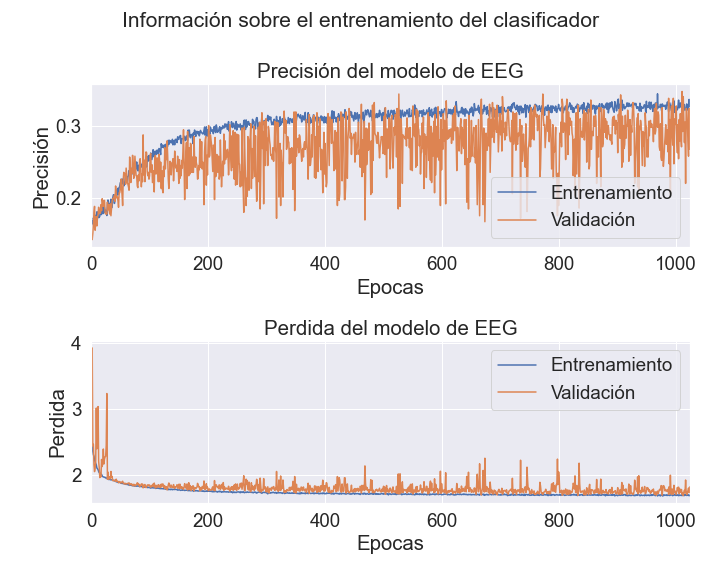 Información sobre el entrenamiento del clasificador
Precisión del modelo de EEG
Precisión
0.3
0.2
Entrenamiento
Validación
0 200 400 600 800 1000
Epocas
Perdida del modelo de EEG
Perdida
4
3
2
Entrenamiento
Validación
0 200 400 600 800 1000
Epocas